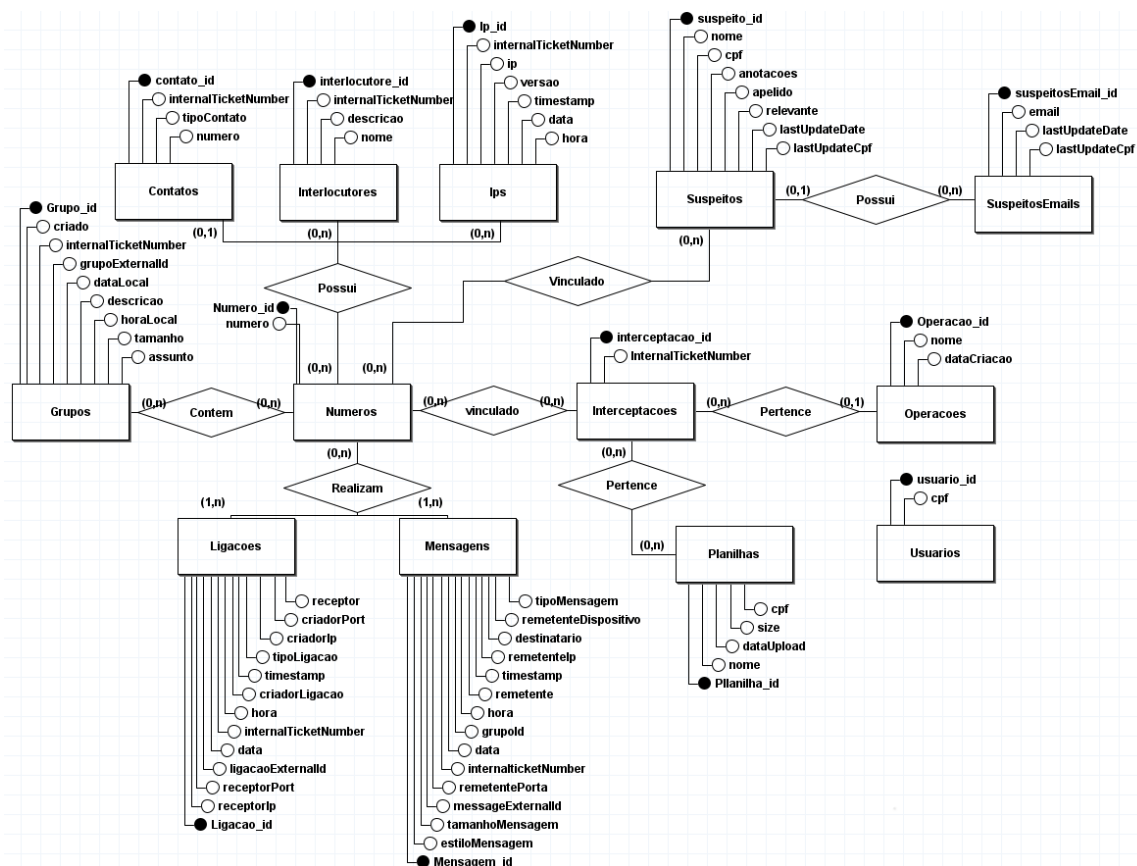 contato_id
internalTicketNumber
tipoContato
numero
Contatos
(0,1)
interlocutore_id
internalTicketNumber
descricao
nome
Interlocutores
(0,n)
Ip_id
internalTicketNumber
ip
versao
timestamp
data
hora
Ips
(0,n)
suspeito_id
nome
cpf
anotacoes
apelido
relevante
lastUpdateDate
lastUpdateCpf
Suspeitos
(0,n)
(0,1)
Possui
(0,n)
suspeitosEmail_id
email
lastUpdateDate
lastUpdateCpf
SuspeitosEmails
Grupo_id
criado
internalTicketNumber
grupoExternalId
dataLocal
descricao
horaLocal
tamanho
assunto
Grupos
(0,n)
Contem
(0,n)
Possui
Vinculado
Numero_id
numero
(0,n)
(0,n)
Numeros
(0,n)
(0,n)
vinculado
(0,n)
interceptacao_id
InternalTicketNumber
Interceptacoes
(0,n)
(0,n)
Pertence
(0,1)
Operacao_id
nome
dataCriacao
Operacoes
Realizam
(1,n)
(1,n)
Pertence
(0,n)
usuario_id
cpf
Usuarios
Ligacoes
receptor
criadorPort
criadorIp
tipoLigacao
timestamp
criadorLigacao
hora
internalTicketNumber
data
ligacaoExternalId
receptorPort
receptorIp
Ligacao_id
Mensagens
tipoMensagem
remetenteDispositivo
destinatario
remetenteIp
timestamp
remetente
hora
grupoId
data
internalticketNumber
remetentePorta
messageExternalId
tamanhoMensagem
estiloMensagem
Mensagem_id
Planilhas
cpf
size
dataUpload
nome
Pllanilha_id